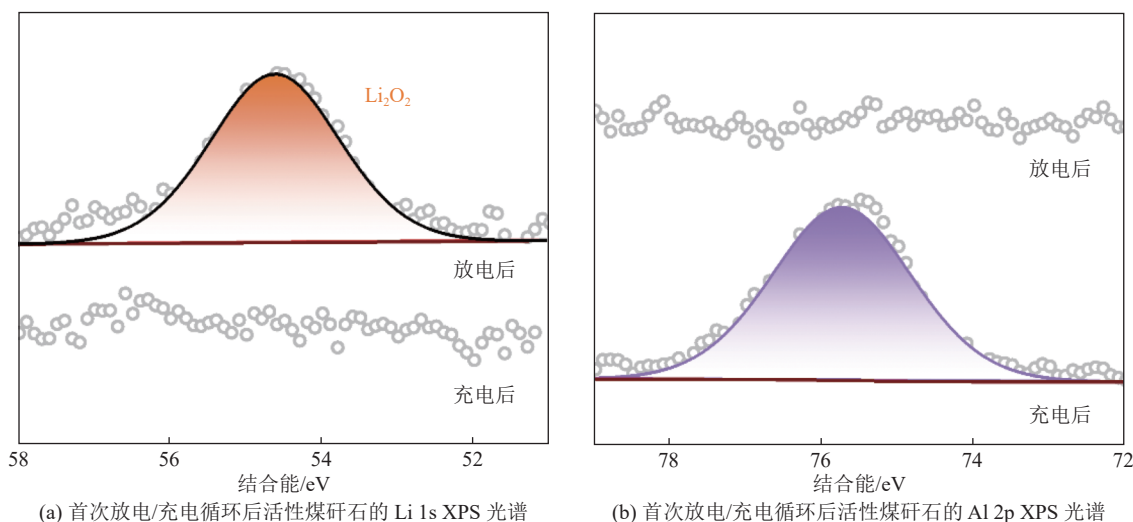 Li₂O₂
放电后
充电后
58 56 54 52
结合能/eV
(a) 首次放电/充电循环后活性煤矸石的 Li 1s XPS 光谱
放电后
充电后
78 76 74 72
结合能/eV
(b) 首次放电/充电循环后活性煤矸石的 Al 2p XPS 光谱